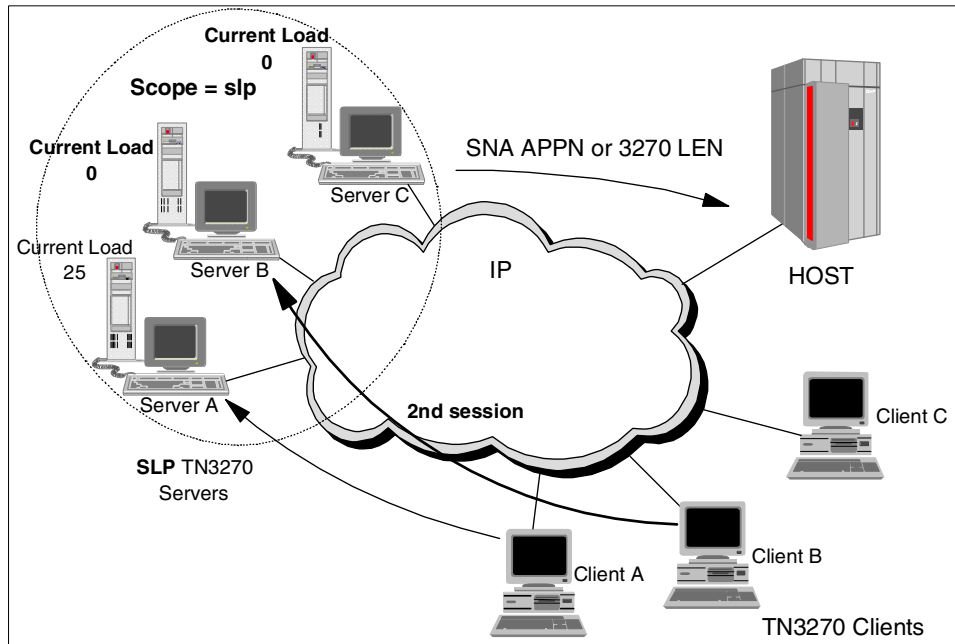 Current Load
0
Scope = slp
Current Load
0
Server C
SNA APPN or 3270 LEN
HOST
Current Load
25
Server B
IP
Server A
2nd session
SLP TN3270
Servers
Client C
Client A
Client B
TN3270 Clients